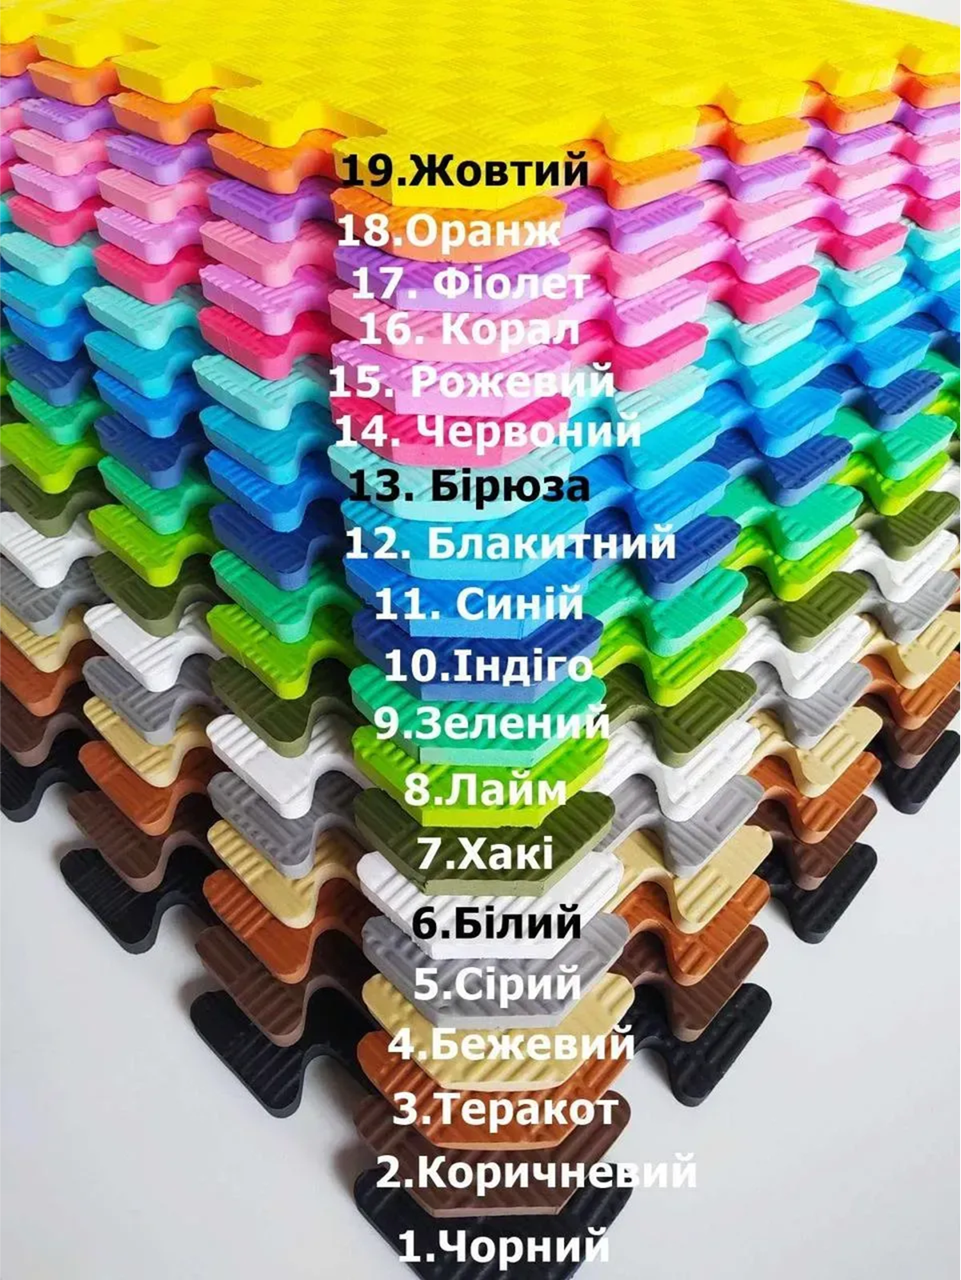 19.Жовтий
18.Оранж
17. Фіолет
16. Корал
15. Рожевий
14. Червоний
13. Бірюза
12. Блакитний
11. Синій
10.Індіго
9.Зелений
8.Лайм
7.Хакі
6.Білий
5.Сірий
4.Бежевий
3.Теракот
2.Коричневий
1.Чорний